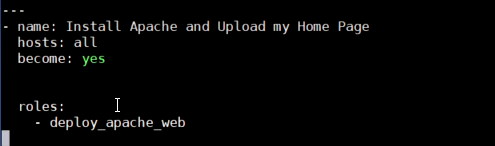 ---
- name: Install Apache and Upload my Home Page
  hosts: all
  become: yes
  roles:
    - deploy_apache_web